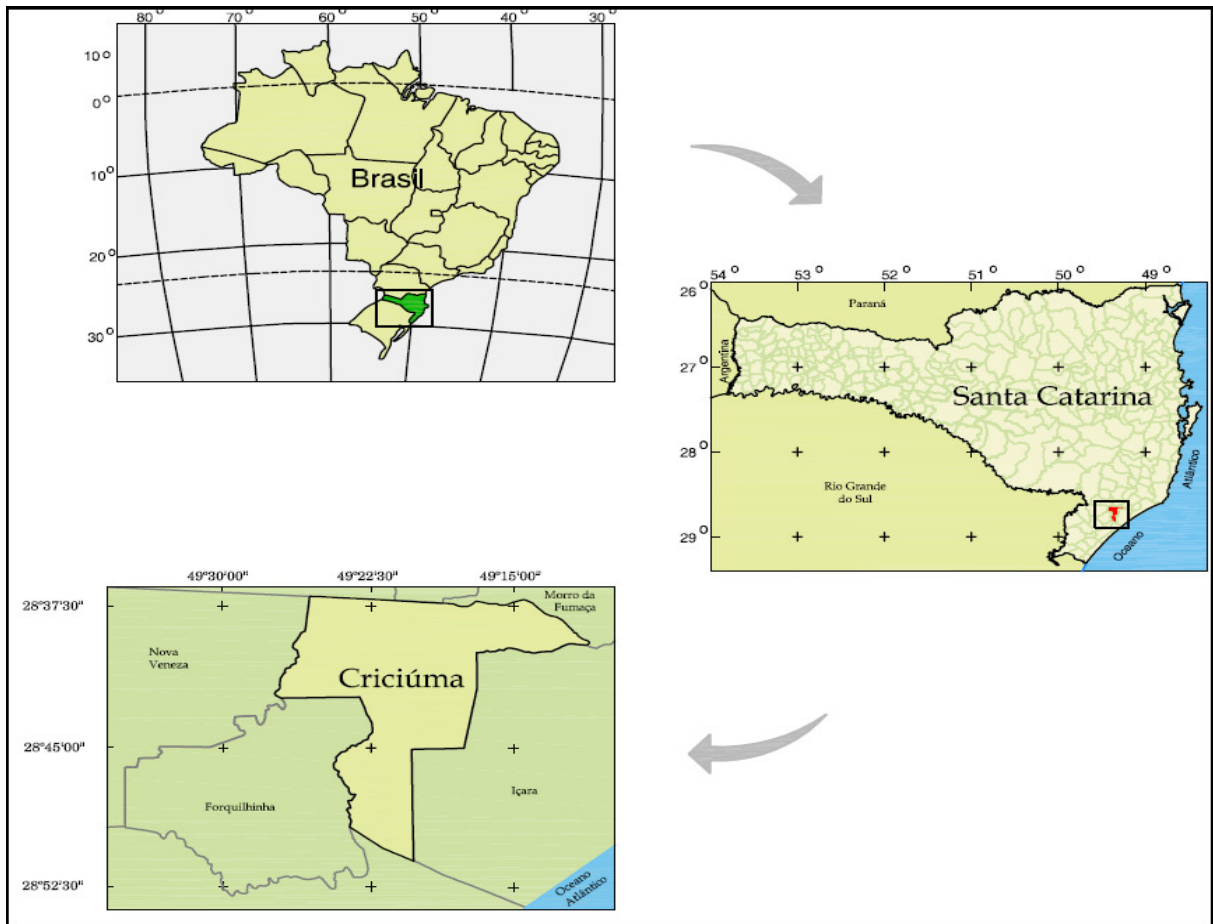 80° 70° 60° 50° 40° 30°
10°
0°
10°
Brasil
20°
30°
54° 53° 52° 51° 50° 49°
26°
Paraná
Argentina
27°
Santa Catarina
28°
Atlântico
Rio Grande
do Sul
29°
Oceano
49°30'00" 49°22'30" 49°15'00"
28°37'30"
Morro da
Fumaça
Nova
Veneza
Criciúma
28°45'00"
Içara
Forquilhinha
28°52'30"
Oceano
Atlântico